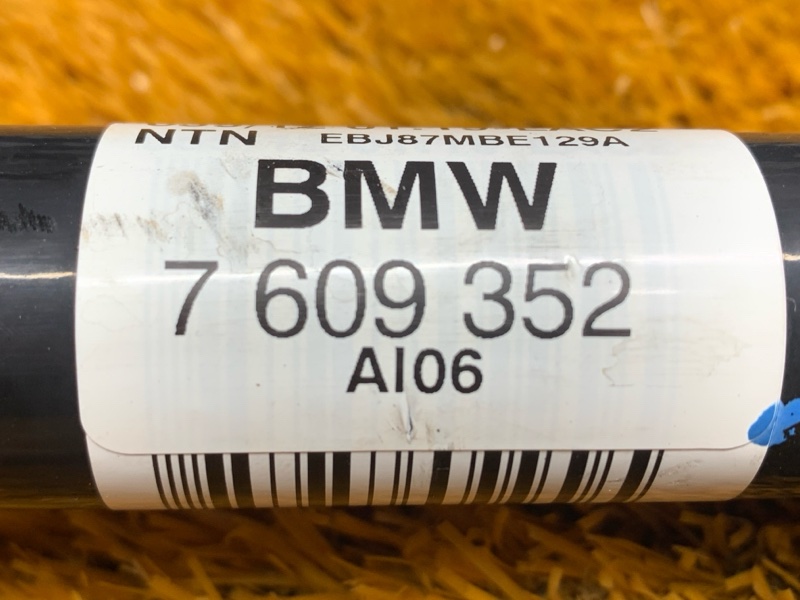 NTN EBJ87MBE129A
BMW
7 609 352
AI06